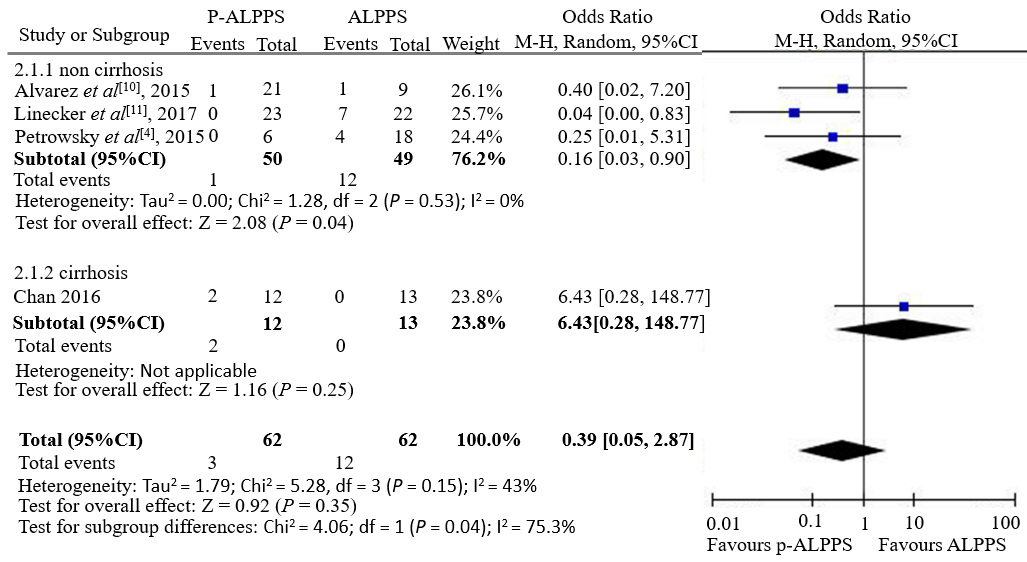 P-ALPPS ALPPS Odds Ratio Odds Ratio
Study or Subgroup Events Total Events Total Weight M-H, Random, 95%CI M-H, Random, 95%CI
2.1.1 non cirrhosis
Alvarez et al[10], 2015 1 21 1 9 26.1% 0.40 [0.02, 7.20]
Linecker et al[11], 2017 0 23 7 22 25.7% 0.04 [0.00, 0.83]
Petrowsky et al[4], 2015 0 6 4 18 24.4% 0.25 [0.01, 5.31]
Subtotal (95%CI) 50 49 76.2% 0.16 [0.03, 0.90]
Total events 1 12
Heterogeneity: Tau² = 0.00; Chi² = 1.28, df = 2 (P = 0.53); I² = 0%
Test for overall effect: Z = 2.08 (P = 0.04)
2.1.2 cirrhosis
Chan 2016 2 12 0 13 23.8% 6.43 [0.28, 148.77]
Subtotal (95%CI) 12 13 23.8% 6.43[0.28, 148.77]
Total events 2 0
Heterogeneity: Not applicable
Test for overall effect: Z = 1.16 (P = 0.25)
Total (95%CI) 62 62 100.0% 0.39 [0.05, 2.87]
Total events 3 12
Heterogeneity: Tau² = 1.79; Chi² = 5.28, df = 3 (P = 0.15); I² = 43%
Test for overall effect: Z = 0.92 (P = 0.35)
Test for subgroup differences: Chi² = 4.06; df = 1 (P = 0.04); I² = 75.3%
0.01 0.1 1 10 100
Favours p-ALPPS Favours ALPPS